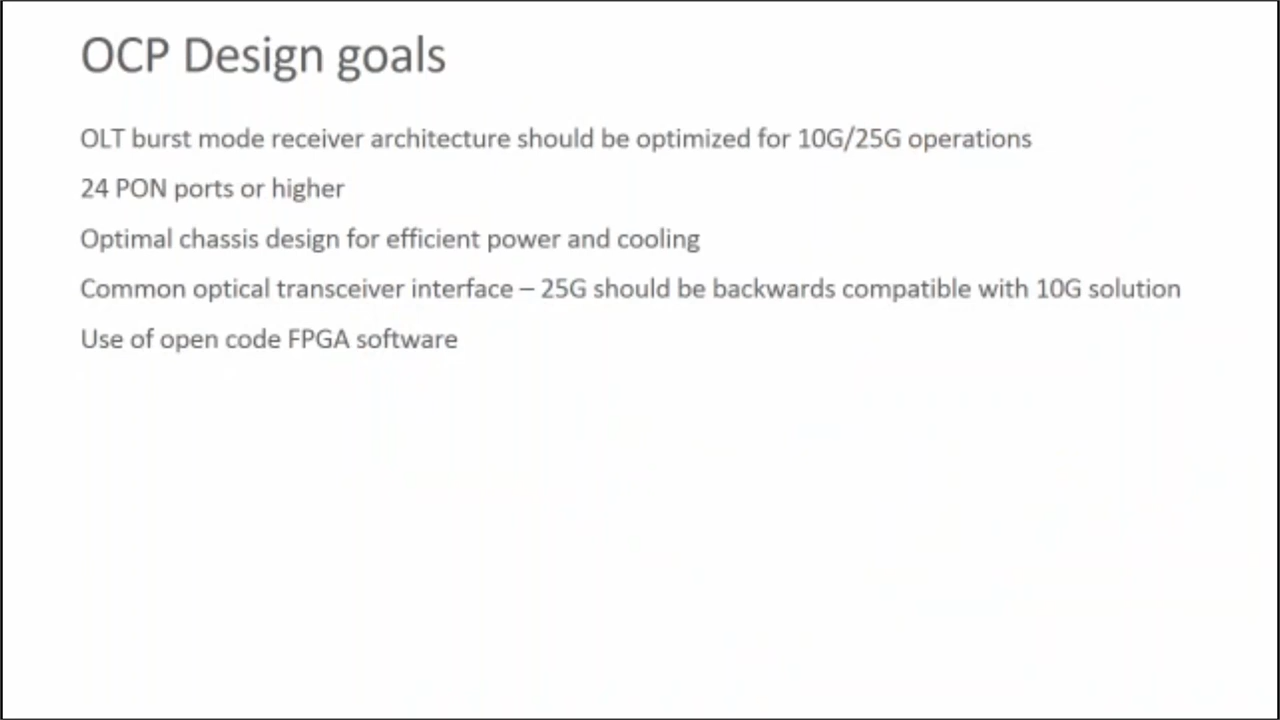 OCP Design goals
OLT burst mode receiver architecture should be optimized for 10G/25G operations
24 PON ports or higher
Optimal chassis design for efficient power and cooling
Common optical transceiver interface – 25G should be backwards compatible with 10G solution
Use of open code FPGA software